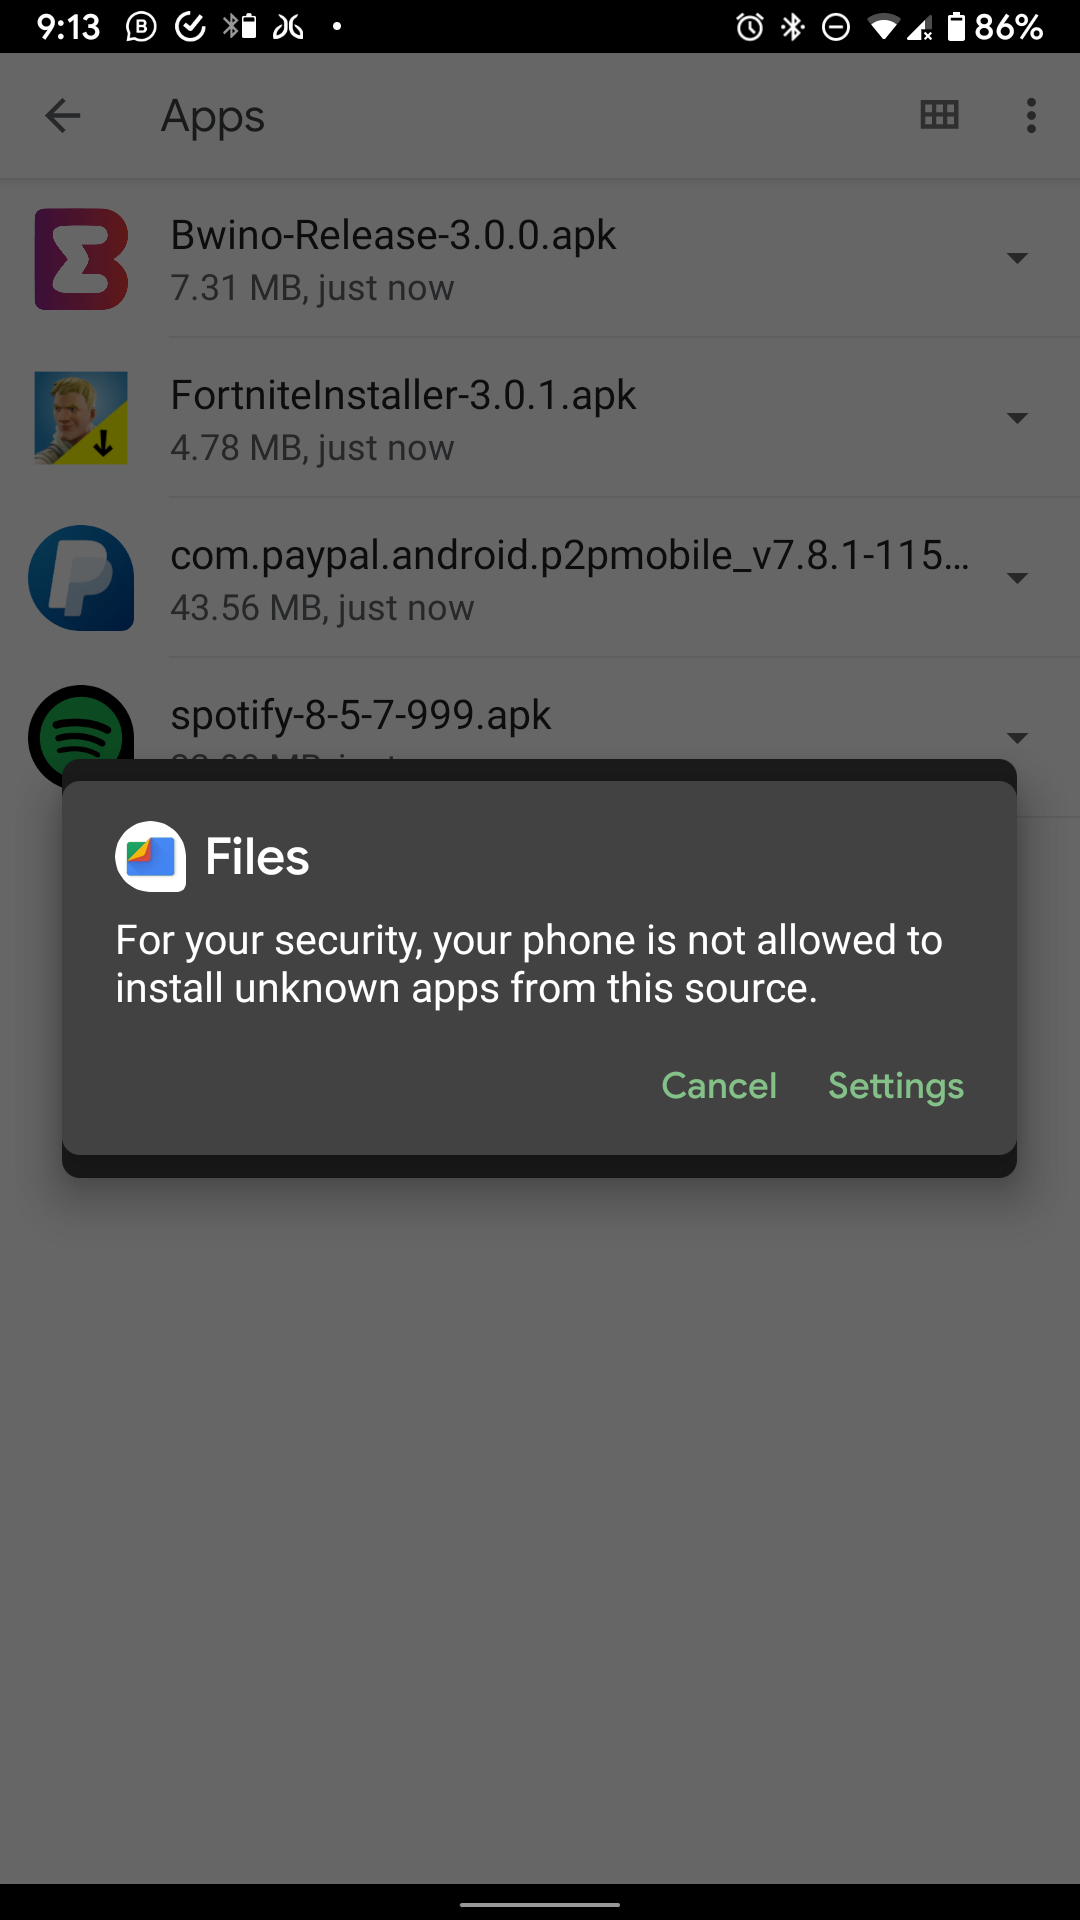 9:13
86%
Apps
Bwino-Release-3.0.0.apk
7.31 MB, just now
FortniteInstaller-3.0.1.apk
4.78 MB, just now
com.paypal.android.p2pmobile_v7.8.1-115...
43.56 MB, just now
spotify-8-5-7-999.apk
Files
For your security, your phone is not allowed to
install unknown apps from this source.
Cancel Settings